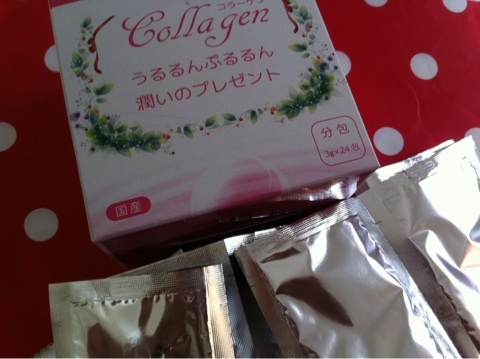 コラーゲン
Collagen
うるるんぷるるん
潤いのプレゼント
分包
3g×24包
国産